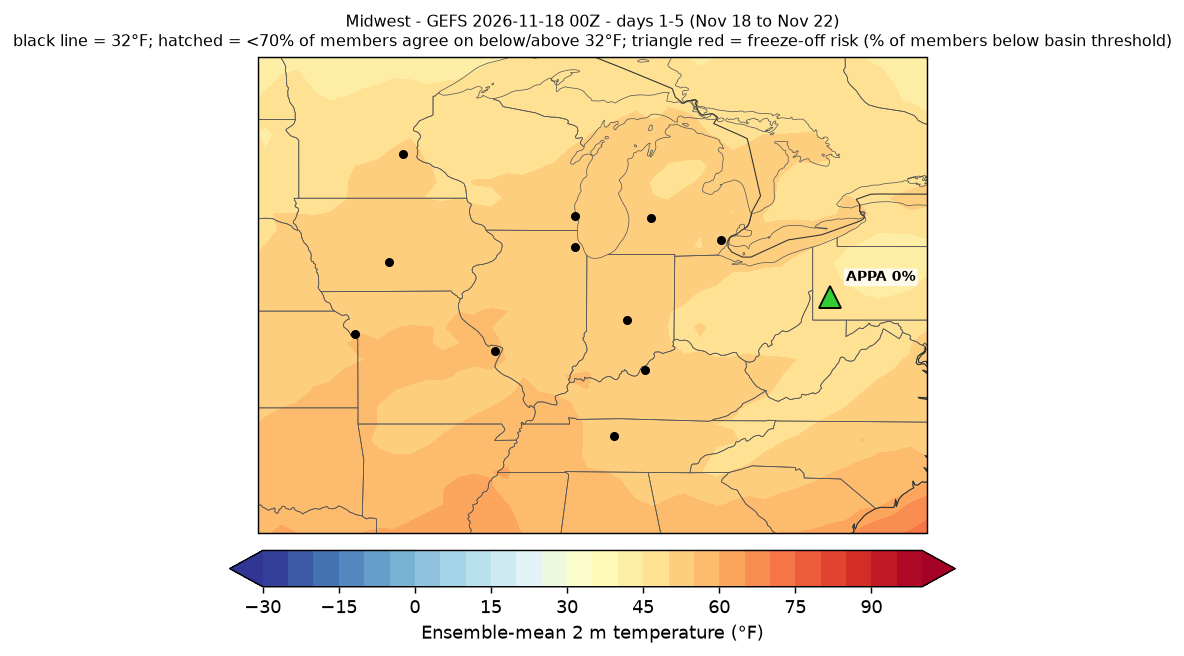 Midwest - GEFS 2026-11-18 00Z - days 1-5 (Nov 18 to Nov 22)
black line = 32°F; hatched = <70% of members agree on below/above 32°F; triangle red = freeze-off risk (% of members below basin threshold)
APPA 0%
−30 −15 0 15 30 45 60 75 90
Ensemble-mean 2 m temperature (°F)